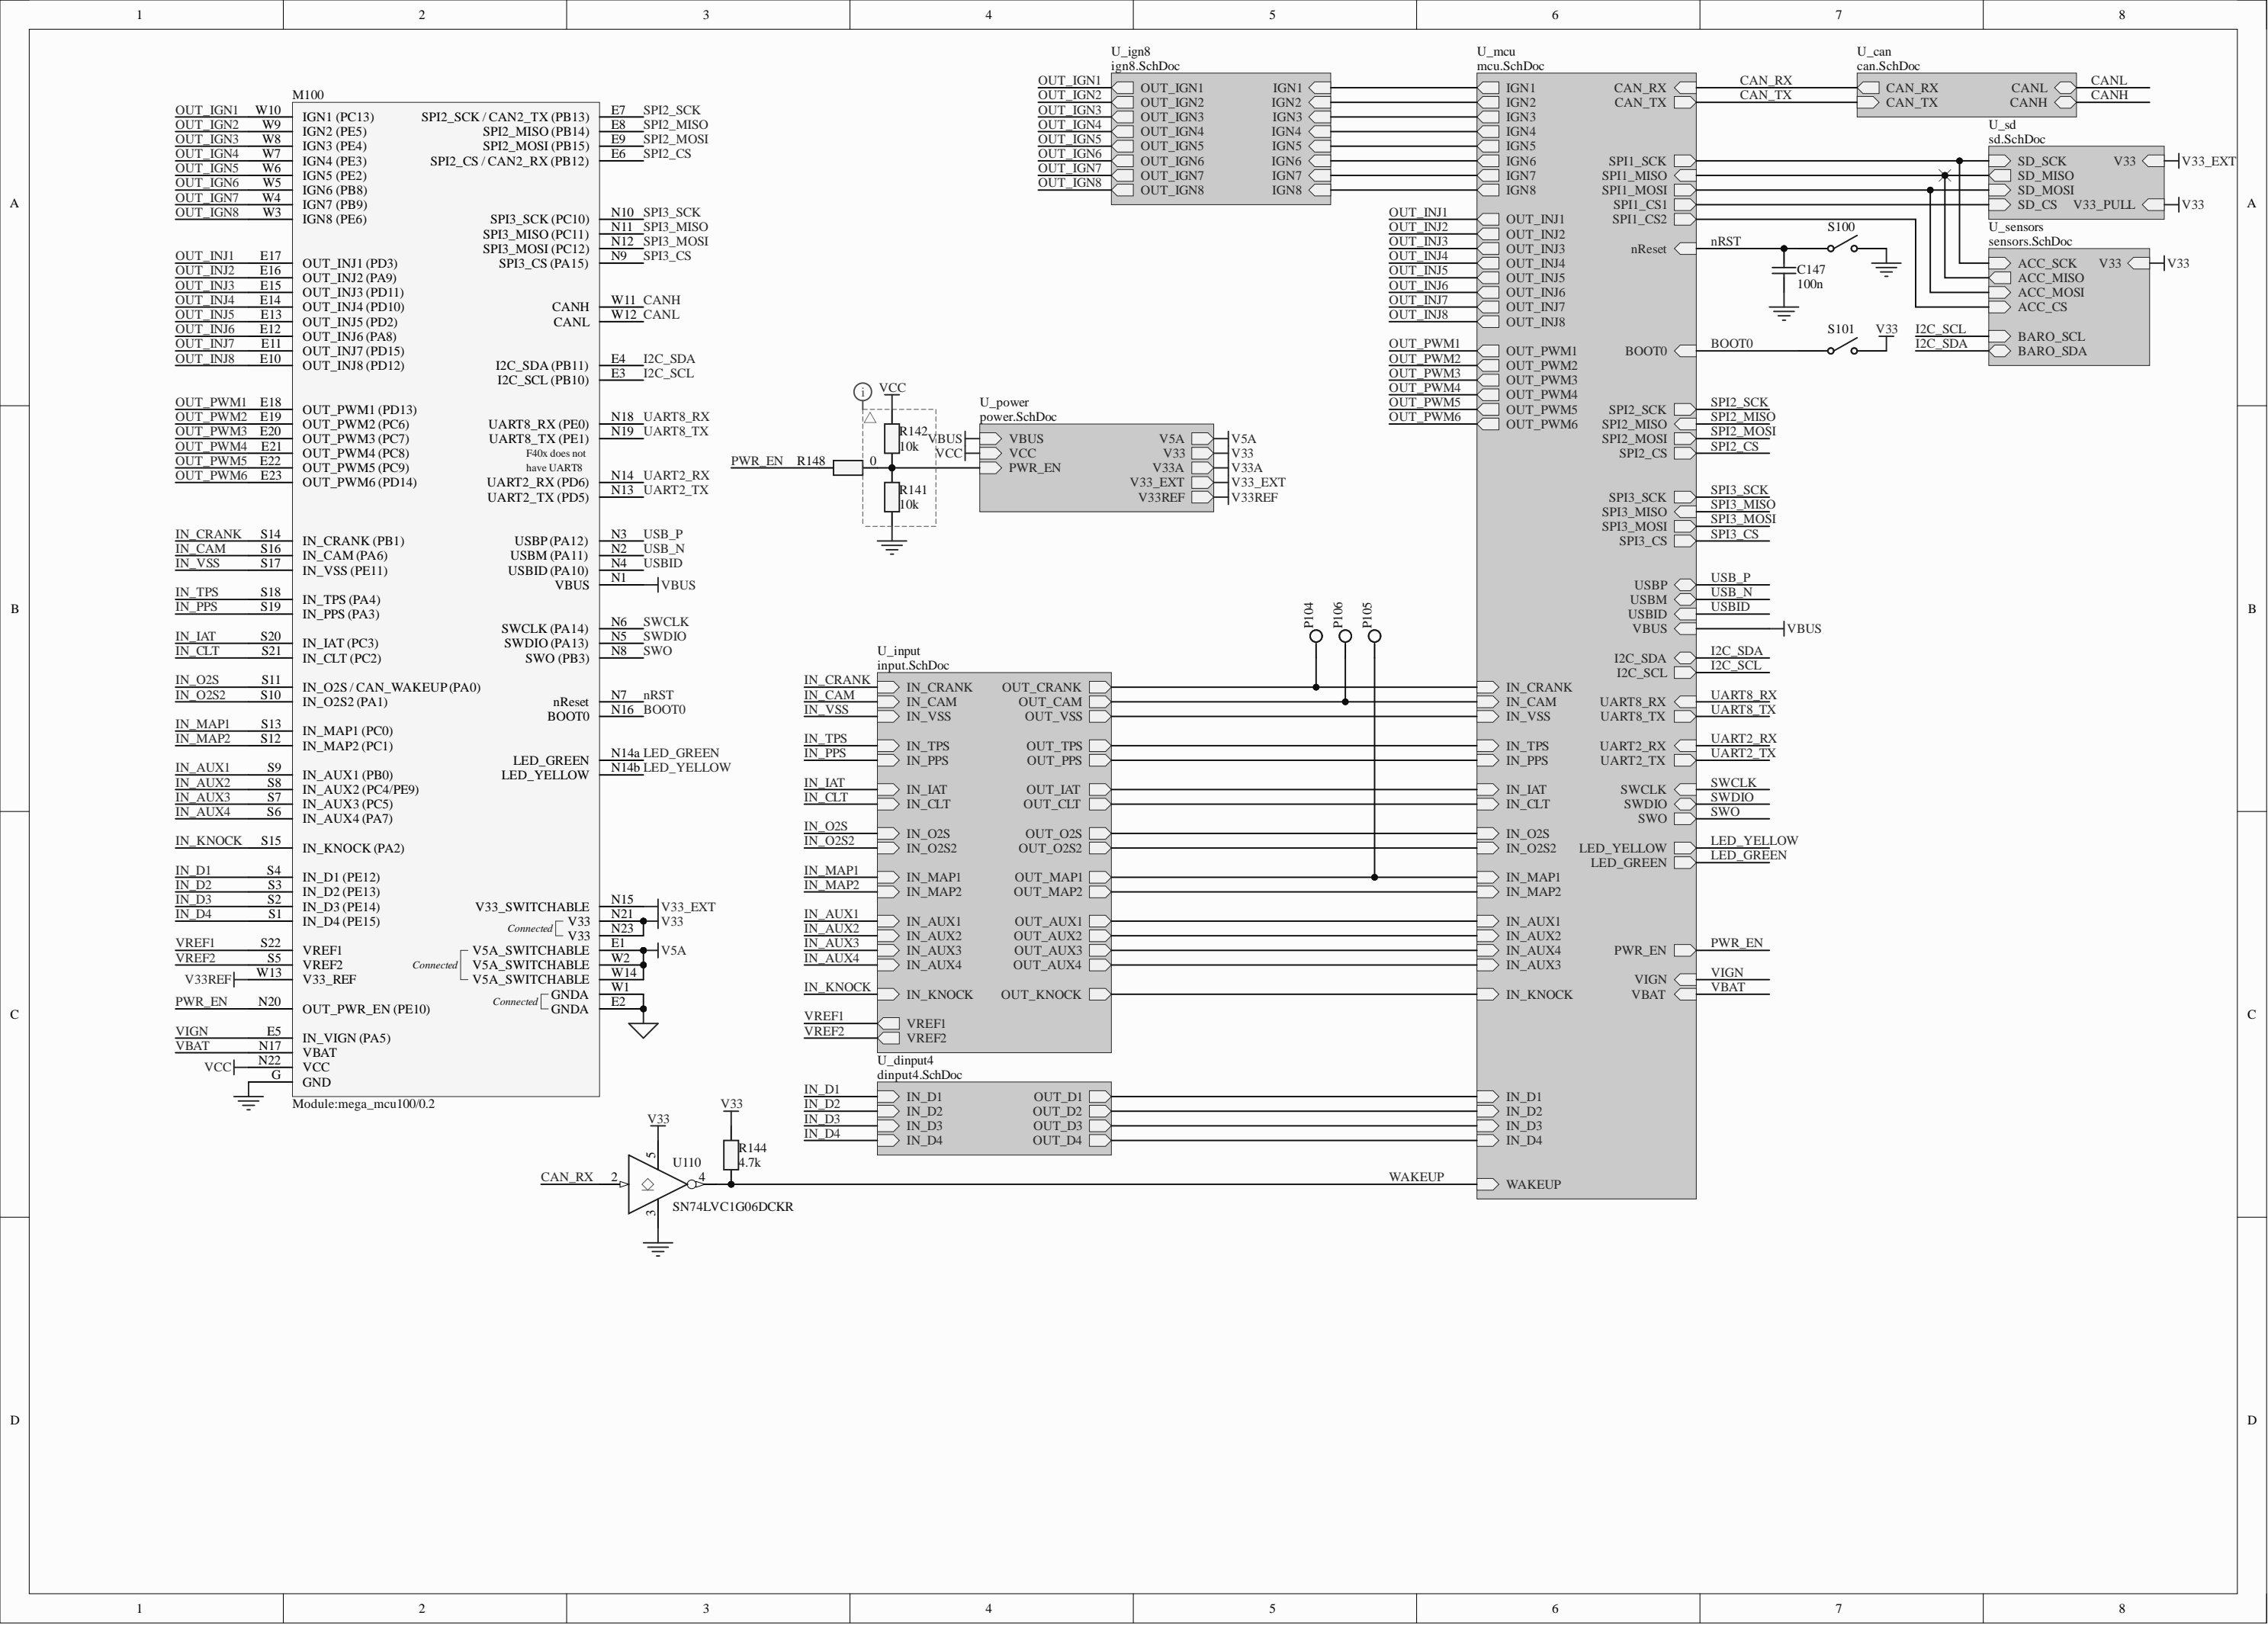 1 2 3 4 5 6 7 8
A
B
C
D
M100
OUT_IGN1 W10 IGN1 (PC13)
OUT_IGN2 W9 IGN2 (PE5)
OUT_IGN3 W8 IGN3 (PE4)
OUT_IGN4 W7 IGN4 (PE3)
OUT_IGN5 W6 IGN5 (PE2)
OUT_IGN6 W5 IGN6 (PB8)
OUT_IGN7 W4 IGN7 (PB9)
OUT_IGN8 W3 IGN8 (PE6)
OUT_INJ1 E17 OUT_INJ1 (PD3)
OUT_INJ2 E16 OUT_INJ2 (PA9)
OUT_INJ3 E15 OUT_INJ3 (PD11)
OUT_INJ4 E14 OUT_INJ4 (PD10)
OUT_INJ5 E13 OUT_INJ5 (PD2)
OUT_INJ6 E12 OUT_INJ6 (PA8)
OUT_INJ7 E11 OUT_INJ7 (PD15)
OUT_INJ8 E10 OUT_INJ8 (PD12)
OUT_PWM1 E18 OUT_PWM1 (PD13)
OUT_PWM2 E19 OUT_PWM2 (PC6)
OUT_PWM3 E20 OUT_PWM3 (PC7)
OUT_PWM4 E21 OUT_PWM4 (PC8)
OUT_PWM5 E22 OUT_PWM5 (PC9)
OUT_PWM6 E23 OUT_PWM6 (PD14)
IN_CRANK S14 IN_CRANK (PB1)
IN_CAM S16 IN_CAM (PA6)
IN_VSS S17 IN_VSS (PE11)
IN_TPS S18 IN_TPS (PA4)
IN_PPS S19 IN_PPS (PA3)
IN_IAT S20 IN_IAT (PC3)
IN_CLT S21 IN_CLT (PC2)
IN_O2S S11 IN_O2S / CAN_WAKEUP (PA0)
IN_O2S2 S10 IN_O2S2 (PA1)
IN_MAP1 S13 IN_MAP1 (PC0)
IN_MAP2 S12 IN_MAP2 (PC1)
IN_AUX1 S9 IN_AUX1 (PB0)
IN_AUX2 S8 IN_AUX2 (PC4/PE9)
IN_AUX3 S7 IN_AUX3 (PC5)
IN_AUX4 S6 IN_AUX4 (PA7)
IN_KNOCK S15 IN_KNOCK (PA2)
IN_D1 S4 IN_D1 (PE12)
IN_D2 S3 IN_D2 (PE13)
IN_D3 S2 IN_D3 (PE14)
IN_D4 S1 IN_D4 (PE15)
VREF1 S22 VREF1
VREF2 S5 VREF2
V33REF W13 V33_REF
PWR_EN N20 OUT_PWR_EN (PE10)
VIGN E5 IN_VIGN (PA5)
VBAT N17 VBAT
VCC N22 VCC
G GND
Module:mega_mcu100/0.2
SPI2_SCK / CAN2_TX (PB13) E7 SPI2_SCK
SPI2_MISO (PB14) E8 SPI2_MISO
SPI2_MOSI (PB15) E9 SPI2_MOSI
SPI2_CS / CAN2_RX (PB12) E6 SPI2_CS
SPI3_SCK (PC10) N10 SPI3_SCK
SPI3_MISO (PC11) N11 SPI3_MISO
SPI3_MOSI (PC12) N12 SPI3_MOSI
SPI3_CS (PA15) N9 SPI3_CS
CANH W11 CANH
CANL W12 CANL
I2C_SDA (PB11) E4 I2C_SDA
I2C_SCL (PB10) E3 I2C_SCL
UART8_RX (PE0) N18 UART8_RX
UART8_TX (PE1) N19 UART8_TX
F40x does not
have UART8
UART2_RX (PD6) N14 UART2_RX
UART2_TX (PD5) N13 UART2_TX
USBP (PA12) N3 USB_P
USBM (PA11) N2 USB_N
USBID (PA10) N4 USBID
VBUS N1 VBUS
SWCLK (PA14) N6 SWCLK
SWDIO (PA13) N5 SWDIO
SWO (PB3) N8 SWO
nReset N7 nRST
BOOT0 N16 BOOT0
LED_GREEN N14a LED_GREEN
LED_YELLOW N14b LED_YELLOW
V33_SWITCHABLE N15 V33_EXT
Connected V33 N21 V33
V33 N23
V5A_SWITCHABLE E1 V5A
Connected V5A_SWITCHABLE W2
V5A_SWITCHABLE W14
Connected GNDA W1
GNDA E2
CAN_RX 2 U110 4
V33 5
3
SN74LVC1G06DCKR
V33
R144
4.7k
WAKEUP
i VCC
R142
10k
PWR_EN R148 0
R141
10k
U_power
power.SchDoc
VBUS VBUS V5A V5A
VCC VCC V33 V33
PWR_EN V33A V33A
V33_EXT V33_EXT
V33REF V33REF
U_ign8
ign8.SchDoc
OUT_IGN1 OUT_IGN1 IGN1
OUT_IGN2 OUT_IGN2 IGN2
OUT_IGN3 OUT_IGN3 IGN3
OUT_IGN4 OUT_IGN4 IGN4
OUT_IGN5 OUT_IGN5 IGN5
OUT_IGN6 OUT_IGN6 IGN6
OUT_IGN7 OUT_IGN7 IGN7
OUT_IGN8 OUT_IGN8 IGN8
P104 P106 P105
U_input
input.SchDoc
IN_CRANK IN_CRANK OUT_CRANK
IN_CAM IN_CAM OUT_CAM
IN_VSS IN_VSS OUT_VSS
IN_TPS IN_TPS OUT_TPS
IN_PPS IN_PPS OUT_PPS
IN_IAT IN_IAT OUT_IAT
IN_CLT IN_CLT OUT_CLT
IN_O2S IN_O2S OUT_O2S
IN_O2S2 IN_O2S2 OUT_O2S2
IN_MAP1 IN_MAP1 OUT_MAP1
IN_MAP2 IN_MAP2 OUT_MAP2
IN_AUX1 IN_AUX1 OUT_AUX1
IN_AUX2 IN_AUX2 OUT_AUX2
IN_AUX3 IN_AUX3 OUT_AUX3
IN_AUX4 IN_AUX4 OUT_AUX4
IN_KNOCK IN_KNOCK OUT_KNOCK
VREF1 VREF1
VREF2 VREF2
U_dinput4
dinput4.SchDoc
IN_D1 IN_D1 OUT_D1
IN_D2 IN_D2 OUT_D2
IN_D3 IN_D3 OUT_D3
IN_D4 IN_D4 OUT_D4
U_mcu
mcu.SchDoc
IGN1
IGN2
IGN3
IGN4
IGN5
IGN6
IGN7
IGN8
OUT_INJ1 OUT_INJ1
OUT_INJ2 OUT_INJ2
OUT_INJ3 OUT_INJ3
OUT_INJ4 OUT_INJ4
OUT_INJ5 OUT_INJ5
OUT_INJ6 OUT_INJ6
OUT_INJ7 OUT_INJ7
OUT_INJ8 OUT_INJ8
OUT_PWM1 OUT_PWM1
OUT_PWM2 OUT_PWM2
OUT_PWM3 OUT_PWM3
OUT_PWM4 OUT_PWM4
OUT_PWM5 OUT_PWM5
OUT_PWM6 OUT_PWM6
IN_CRANK
IN_CAM
IN_VSS
IN_TPS
IN_PPS
IN_IAT
IN_CLT
IN_O2S
IN_O2S2
IN_MAP1
IN_MAP2
IN_AUX1
IN_AUX2
IN_AUX4
IN_AUX3
IN_KNOCK
IN_D1
IN_D2
IN_D3
IN_D4
WAKEUP
CAN_RX CAN_RX
CAN_TX CAN_TX
SPI1_SCK
SPI1_MISO
SPI1_MOSI
SPI1_CS1
SPI1_CS2
nReset nRST
S100
C147
100n
BOOT0 BOOT0
S101 V33
SPI2_SCK SPI2_SCK
SPI2_MISO SPI2_MISO
SPI2_MOSI SPI2_MOSI
SPI2_CS SPI2_CS
SPI3_SCK SPI3_SCK
SPI3_MISO SPI3_MISO
SPI3_MOSI SPI3_MOSI
SPI3_CS SPI3_CS
USBP USB_P
USBM USB_N
USBID USBID
VBUS VBUS
I2C_SDA I2C_SDA
I2C_SCL I2C_SCL
UART8_RX UART8_RX
UART8_TX UART8_TX
UART2_RX UART2_RX
UART2_TX UART2_TX
SWCLK SWCLK
SWDIO SWDIO
SWO SWO
LED_YELLOW LED_YELLOW
LED_GREEN LED_GREEN
PWR_EN PWR_EN
VIGN VIGN
VBAT VBAT
U_can
can.SchDoc
CAN_RX CANL CANL
CAN_TX CANH CANH
U_sd
sd.SchDoc
SD_SCK V33 V33_EXT
SD_MISO
SD_MOSI
SD_CS V33_PULL V33
U_sensors
sensors.SchDoc
ACC_SCK V33 V33
ACC_MISO
ACC_MOSI
ACC_CS
I2C_SCL BARO_SCL
I2C_SDA BARO_SDA
A
B
C
D
1 2 3 4 5 6 7 8